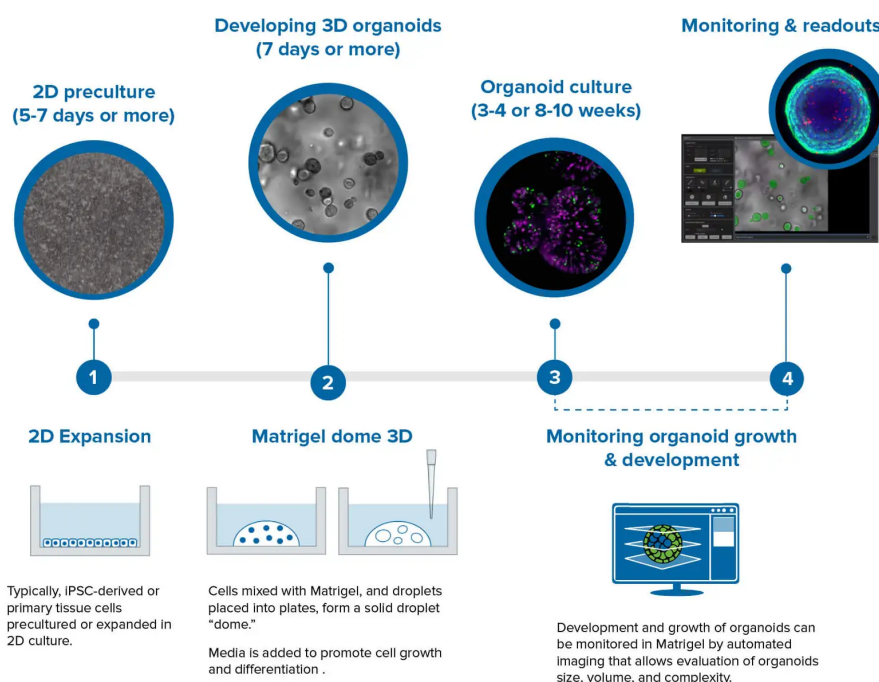 Developing 3D organoids
(7 days or more)
Monitoring & readouts
2D preculture
(5-7 days or more)
Organoid culture
(3-4 or 8-10 weeks)
1
2
3
4
2D Expansion
Matrigel dome 3D
Monitoring organoid growth
& development
Typically, iPSC-derived or
primary tissue cells
precultured or expanded in
2D culture.
Cells mixed with Matrigel, and droplets
placed into plates, form a solid droplet
“dome.”
Media is added to promote cell growth
and differentiation .
Development and growth of organoids can
be monitored in Matrigel by automated
imaging that allows evaluation of organoids
size, volume, and complexity.